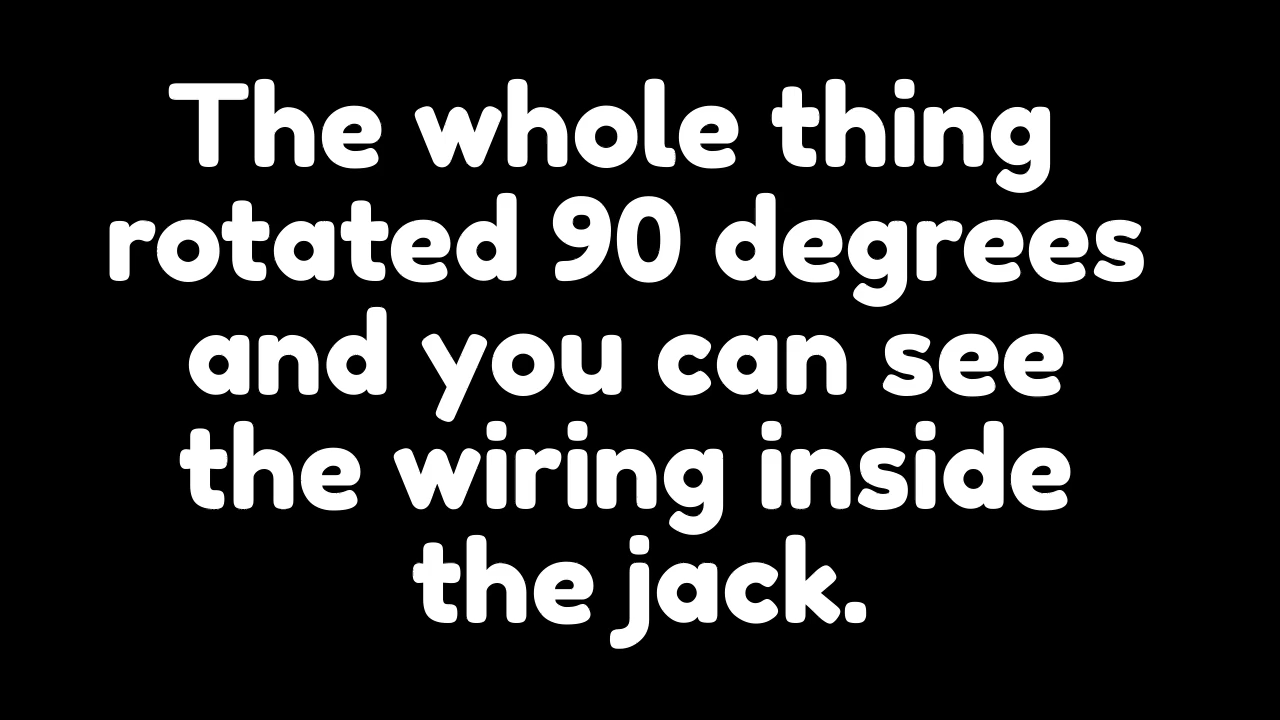 The whole thing
rotated 90 degrees
and you can see
the wiring inside
the jack.